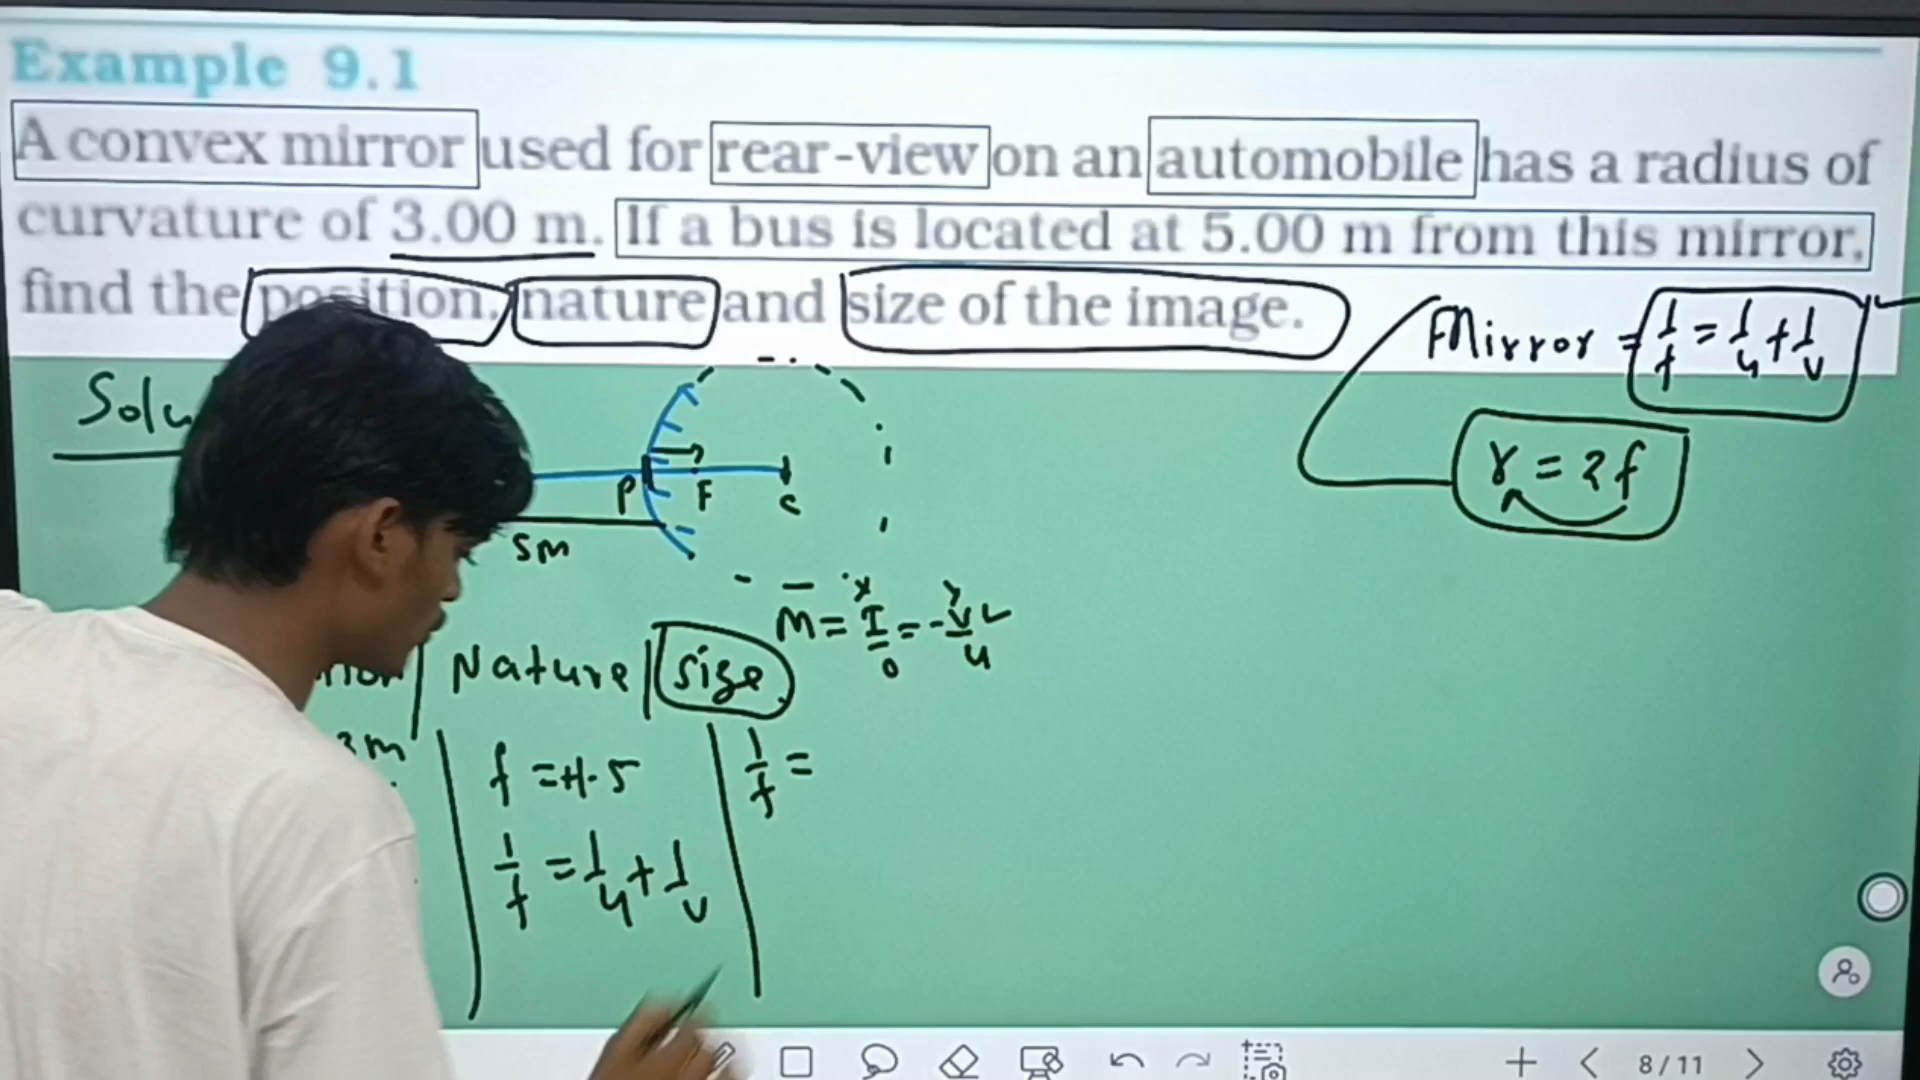 Example 9.1
A convex mirror used for rear-view on an automobile has a radius of
curvature of 3.00 m. If a bus is located at 5.00 m from this mirror,
find the position, nature and size of the image.
Mirror = 1/f = 1/u + 1/v
r = 2f
P F C
5m
m = I/O = -v/u
Nature | size
3m
f = +1.5
1/f =
1/f = 1/u + 1/v
8/11